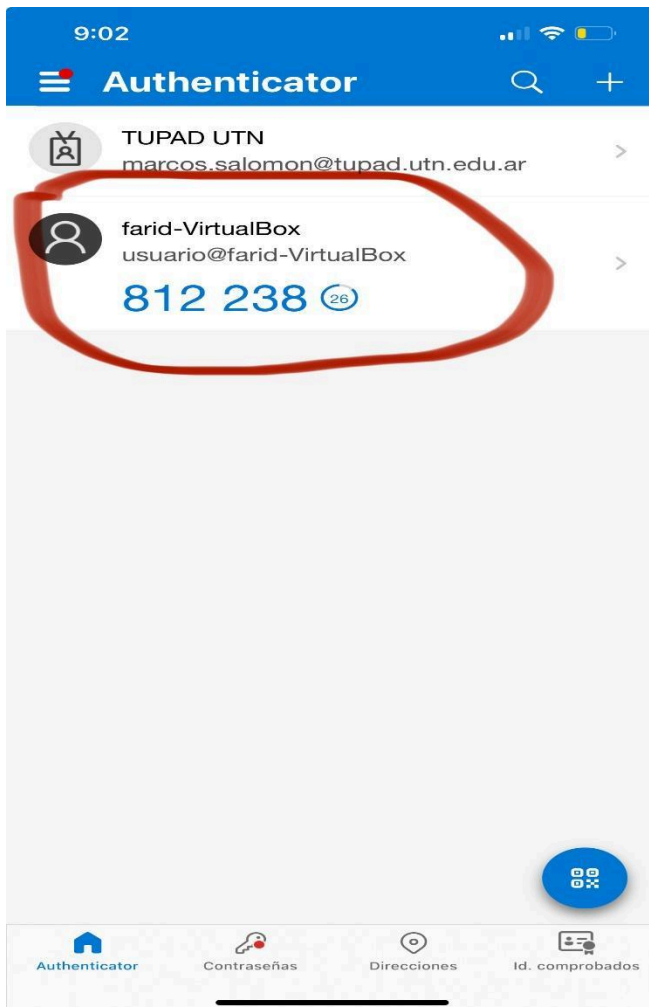 9:02
Authenticator
TUPAD UTN
marcos.salomon@tupad.utn.edu.ar
farid-VirtualBox
usuario@farid-VirtualBox
812 238 26
Authenticator Contraseñas Direcciones Id. comprobados